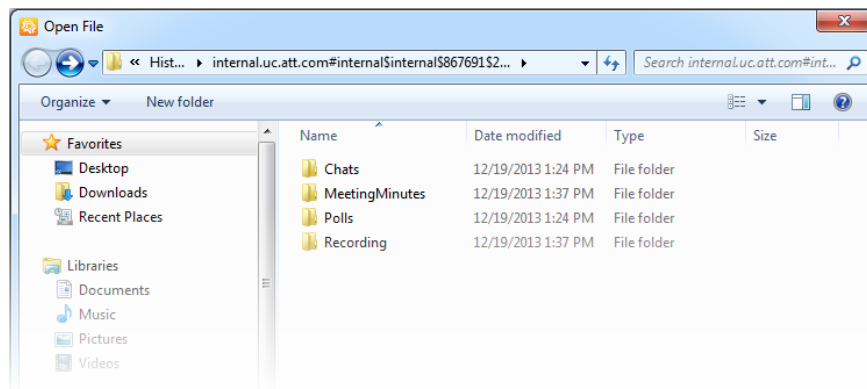 Open File
« Hist... ▸ internal.uc.att.com#internal$internal$867691$2... ▸
Search internal.uc.att.com#int...
Organize New folder
Favorites
Desktop
Downloads
Recent Places
Libraries
Documents
Music
Pictures
Videos
Name Date modified Type Size
Chats 12/19/2013 1:24 PM File folder
MeetingMinutes 12/19/2013 1:37 PM File folder
Polls 12/19/2013 1:24 PM File folder
Recording 12/19/2013 1:37 PM File folder